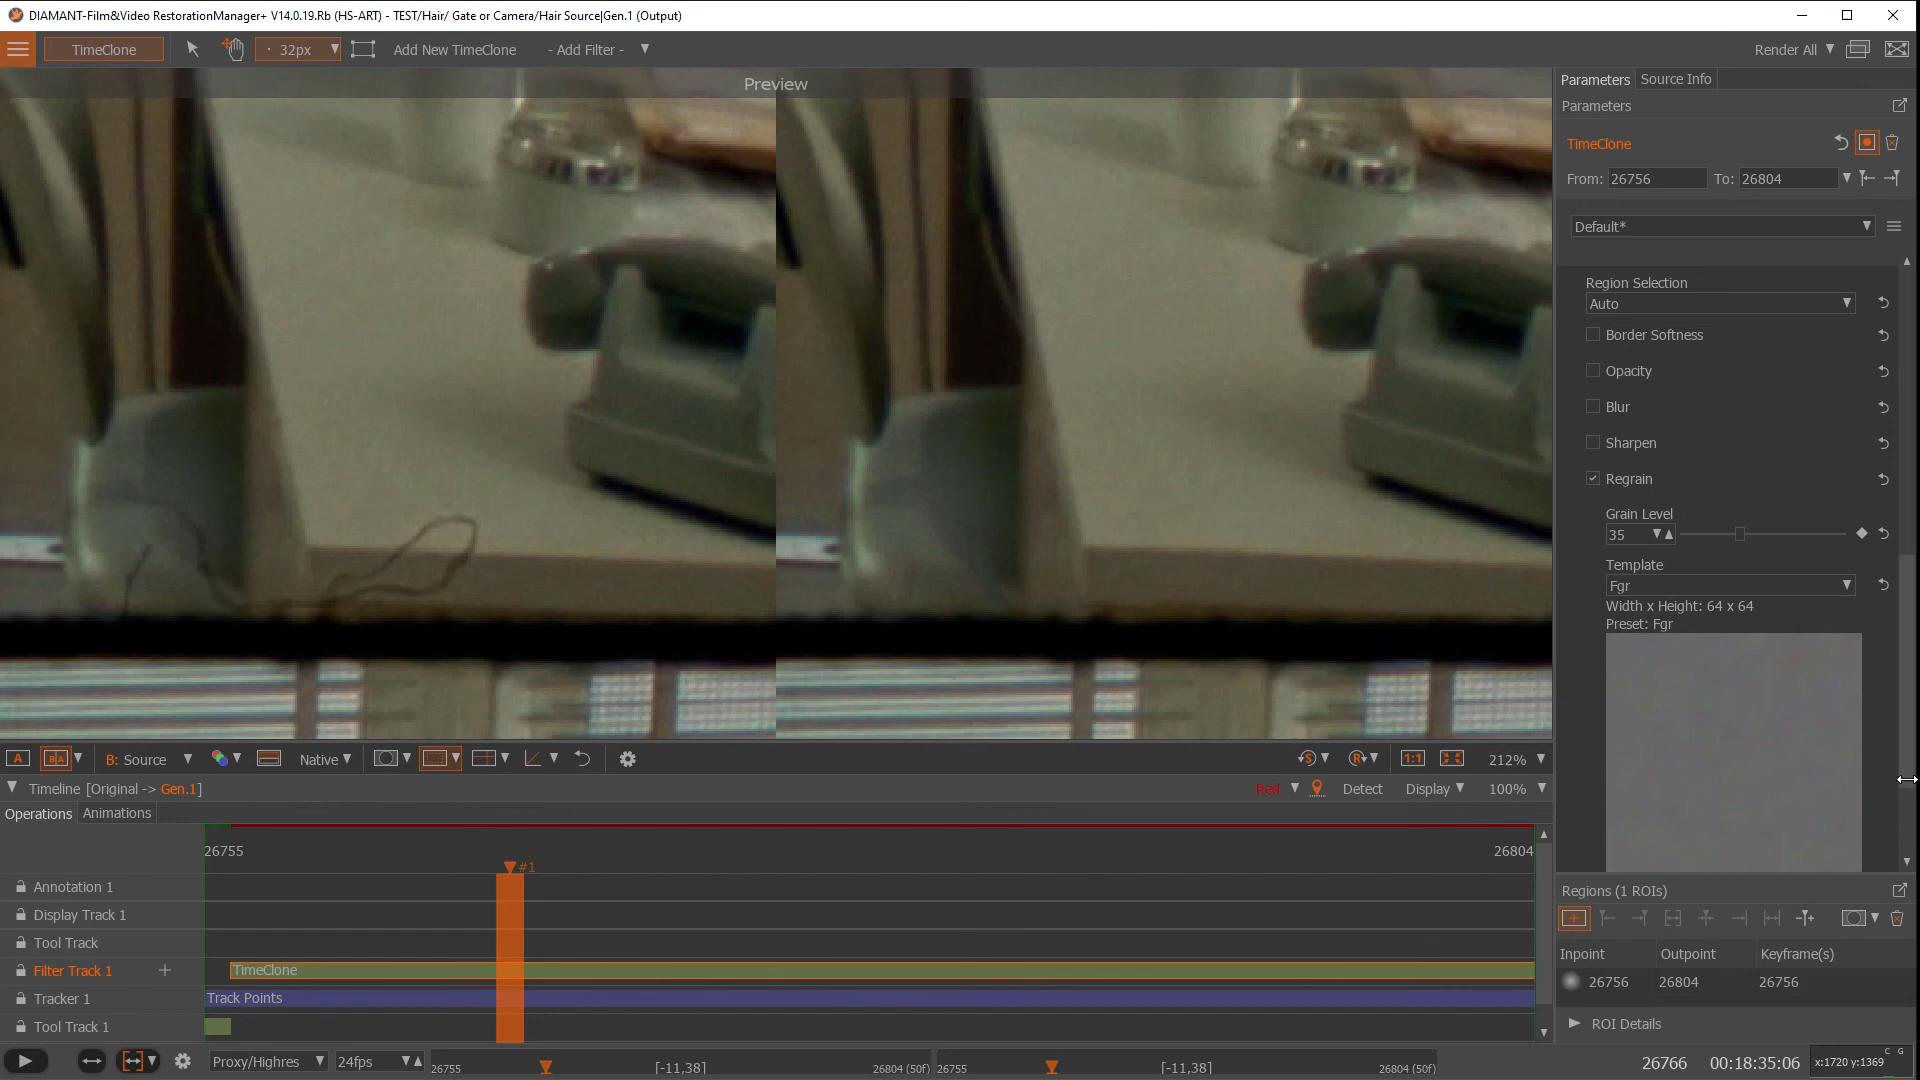 DIAMANT-Film&Video RestorationManager+ V14.0.19.Rb (HS-ART) - TEST/Hair/ Gate or Camera/Hair Source|Gen.1 (Output)
TimeClone
32px
Add New TimeClone
- Add Filter -
Render All
Preview
Parameters
Source Info
Parameters
TimeClone
From: 26756
To: 26804
Default*
Region Selection
Auto
Border Softness
Opacity
Blur
Sharpen
Regrain
Grain Level
35
Template
Fgr
Width x Height: 64 x 64
Preset: Fgr
A
B A
B: Source
Native
S
R
1:1
212%
Timeline [Original -> Gen.1]
Red
Detect
Display
100%
Operations
Animations
26755
26804
#1
Annotation 1
Display Track 1
Tool Track
Filter Track 1
TimeClone
Tracker 1
Track Points
Tool Track 1
Regions (1 ROIs)
Inpoint
Outpoint
Keyframe(s)
26756
26804
26756
ROI Details
Proxy/Highres
24fps
26755
[-11,38]
26804 (50f)
26755
[-11,38]
26804 (50f)
26766
00:18:35:06
C G
x:1720 y:1369